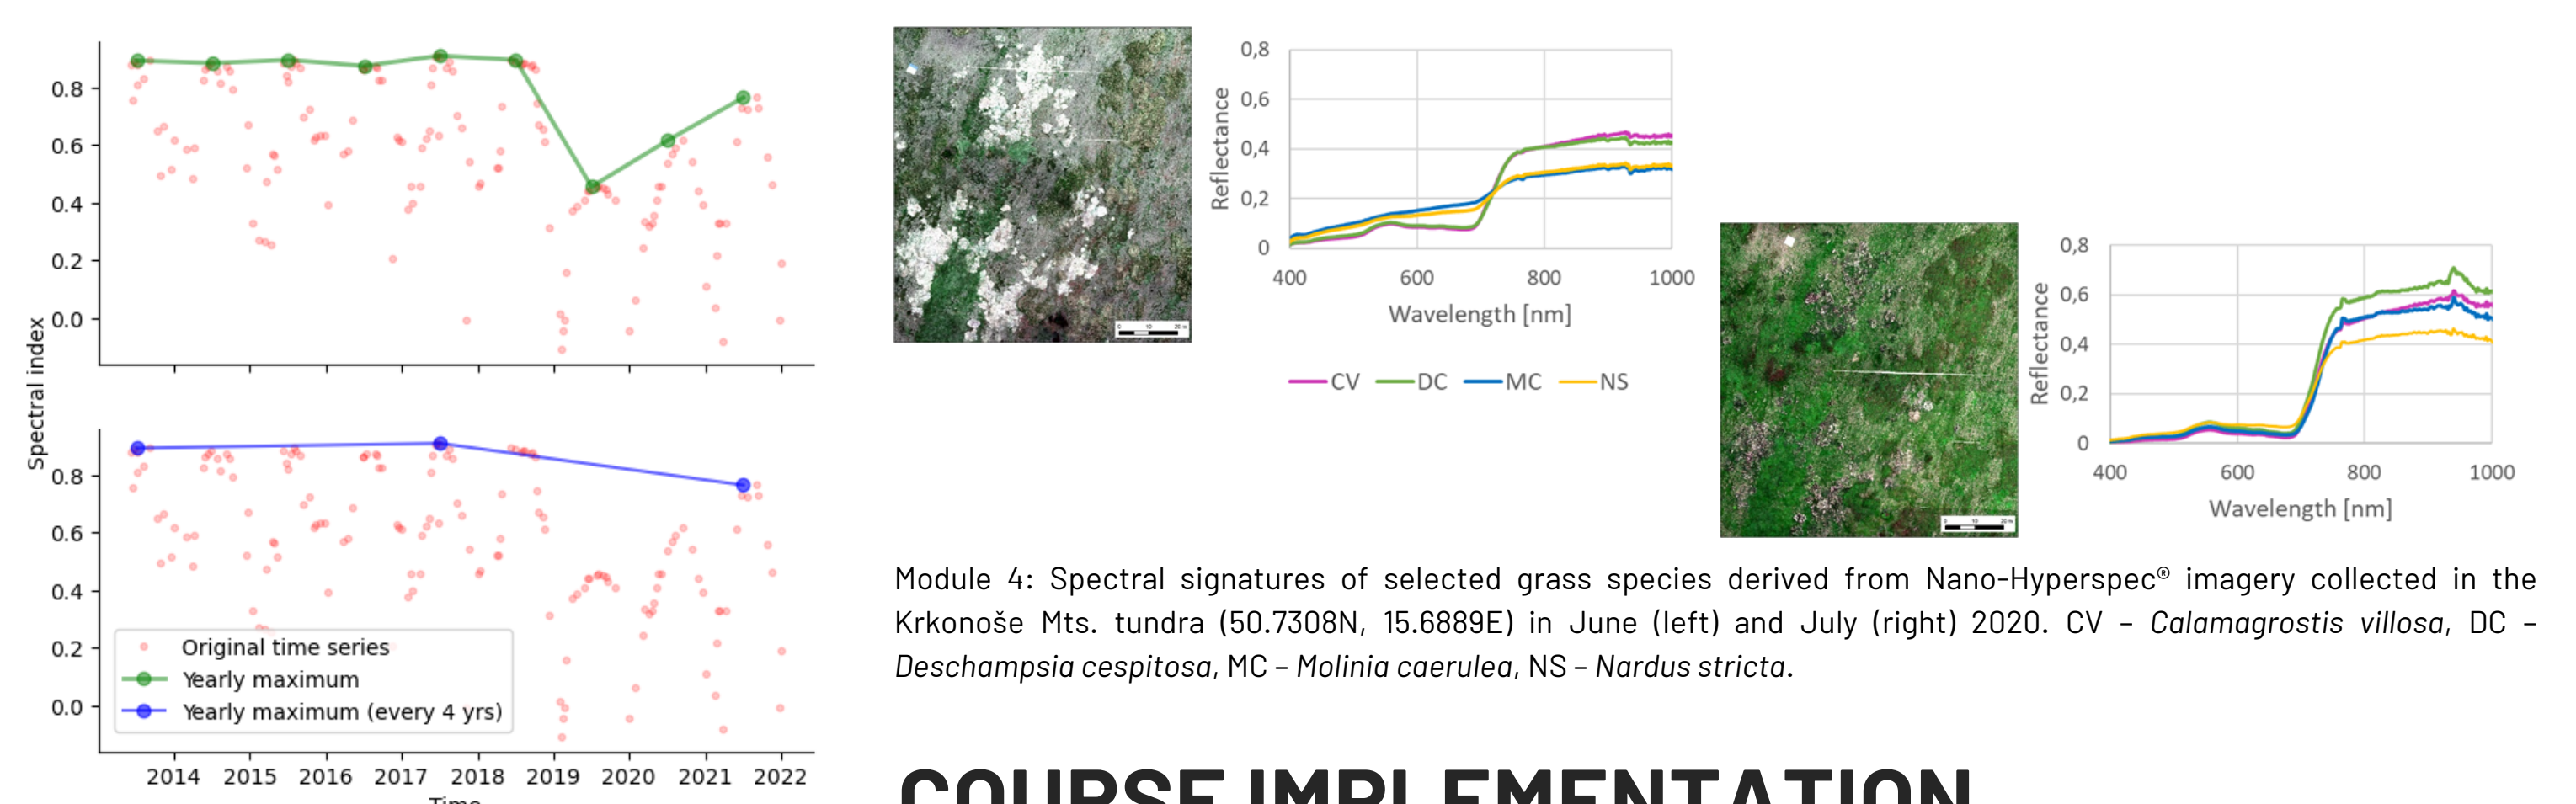 Spectral index
0.8
0.6
0.4
0.2
0.0
0.8
0.6
0.4
0.2
0.0
Original time series
Yearly maximum
Yearly maximum (every 4 yrs)
2014 2015 2016 2017 2018 2019 2020 2021 2022
Time
Reflectance
0,8
0,6
0,4
0,2
0
400 600 800 1000
Wavelength [nm]
CV DC MC NS
Reflectance
0,8
0,6
0,4
0,2
0
400 600 800 1000
Wavelength [nm]
Module 4: Spectral signatures of selected grass species derived from Nano-Hyperspec® imagery collected in the
Krkonoše Mts. tundra (50.7308N, 15.6889E) in June (left) and July (right) 2020. CV – Calamagrostis villosa, DC –
Deschampsia cespitosa, MC – Molinia caerulea, NS – Nardus stricta.
COURSE IMPLEMENTATION